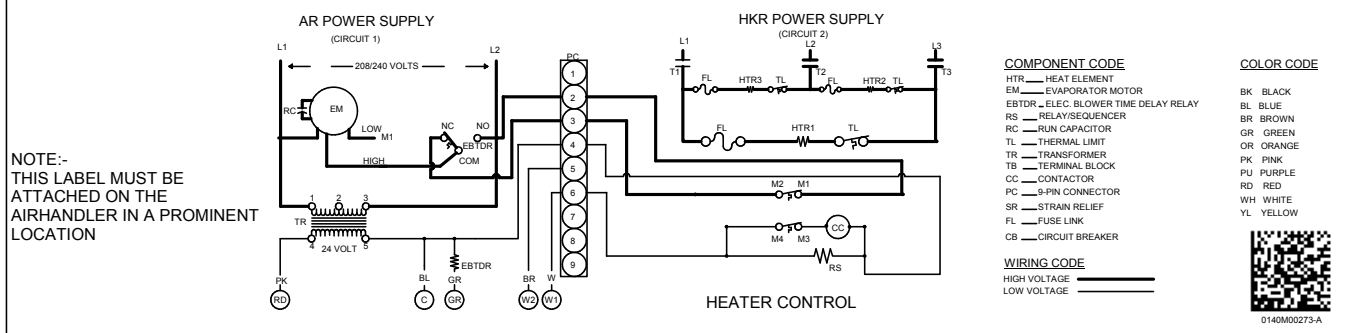 AR POWER SUPPLY
(CIRCUIT 1)
L1
L2
208/240 VOLTS
RC
EM
LOW
M1
HIGH
NC
NO
EBTDR
COM
1
2
3
TR
4
24 VOLT
5
EBTDR
PK
BL
GR
BR
W
RD
C
GR
W2
W1
PC
1
2
3
4
5
6
7
8
9
HKR POWER SUPPLY
(CIRCUIT 2)
L1
L2
L3
T1
T2
T3
FL
HTR3
TL
FL
HTR2
TL
FL
HTR1
TL
M2
M1
M4
M3
CC
RS
HEATER CONTROL
NOTE:-
THIS LABEL MUST BE
ATTACHED ON THE
AIRHANDLER IN A PROMINENT
LOCATION
COMPONENT CODE
HTR HEAT ELEMENT
EM EVAPORATOR MOTOR
EBTDR ELEC. BLOWER TIME DELAY RELAY
RS RELAY/SEQUENCER
RC RUN CAPACITOR
TL THERMAL LIMIT
TR TRANSFORMER
TB TERMINAL BLOCK
CC CONTACTOR
PC 9-PIN CONNECTOR
SR STRAIN RELIEF
FL FUSE LINK
CB CIRCUIT BREAKER
WIRING CODE
HIGH VOLTAGE
LOW VOLTAGE
COLOR CODE
BK BLACK
BL BLUE
BR BROWN
GR GREEN
OR ORANGE
PK PINK
PU PURPLE
RD RED
WH WHITE
YL YELLOW
0140M00273-A